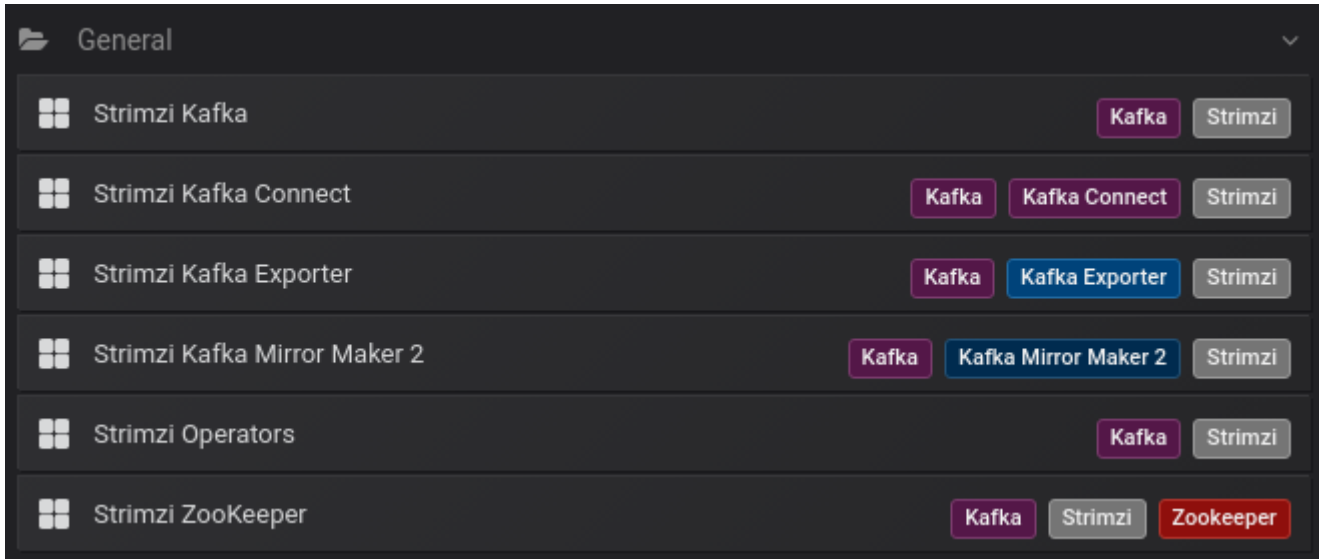 General
Strimzi Kafka Kafka Strimzi
Strimzi Kafka Connect Kafka Kafka Connect Strimzi
Strimzi Kafka Exporter Kafka Kafka Exporter Strimzi
Strimzi Kafka Mirror Maker 2 Kafka Kafka Mirror Maker 2 Strimzi
Strimzi Operators Kafka Strimzi
Strimzi ZooKeeper Kafka Strimzi Zookeeper